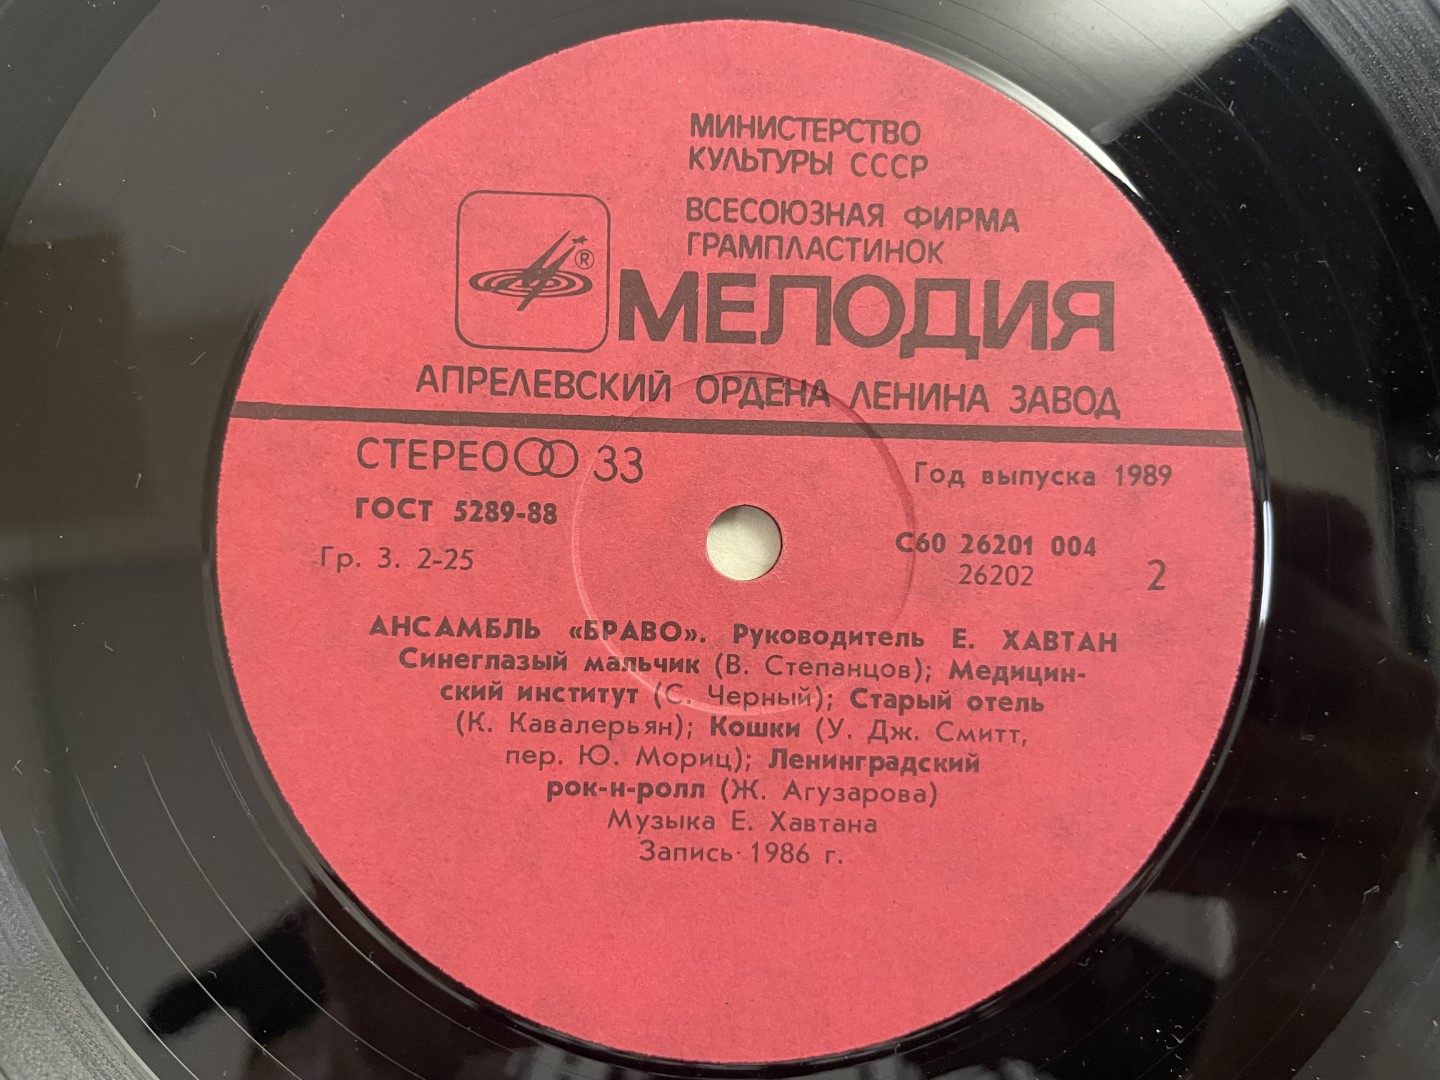 МИНИСТЕРСТВО
КУЛЬТУРЫ СССР
ВСЕСОЮЗНАЯ ФИРМА
ГРАМПЛАСТИНОК
®
МЕЛОДИЯ
АПРЕЛЕВСКИЙ ОРДЕНА ЛЕНИНА ЗАВОД
СТЕРЕО 33
Год выпуска 1989
ГОСТ 5289-88
С60 26201 004
Гр. 3. 2-25
26202
2
АНСАМБЛЬ «БРАВО». Руководитель Е. ХАВТАН
Синеглазый мальчик (В. Степанцов); Медицин-
ский институт (С. Черный); Старый отель
(К. Кавалерьян); Кошки (У. Дж. Смитт,
пер. Ю. Мориц); Ленинградский
рок-н-ролл (Ж. Агузарова)
Музыка Е. Хавтана
Запись 1986 г.